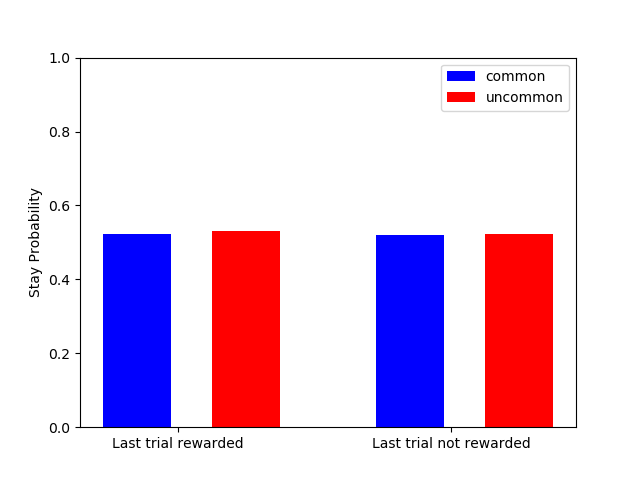 1.0
common
uncommon
0.8
0.6
Stay Probability
0.4
0.2
0.0
Last trial rewarded
Last trial not rewarded